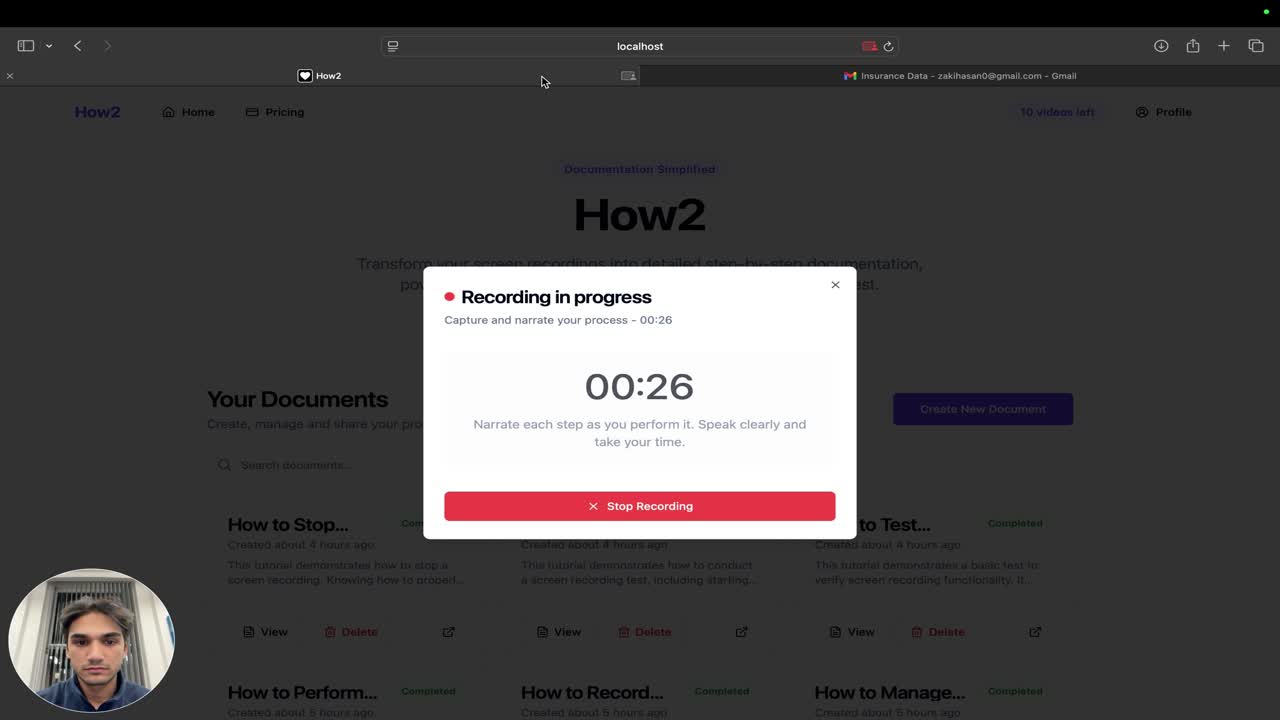 localhost
How2
Insurance Data - zakihasan0@gmail.com - Gmail
How2
Home
Pricing
10 videos left
Profile
Documentation Simplified
How2
Transform your screen recordings into detailed step-by-step documentation,
Recording in progress
Capture and narrate your process - 00:26
00:26
Narrate each step as you perform it. Speak clearly and
take your time.
Stop Recording
Your Documents
Create, manage and share your
Create New Document
Search documents...
How to Stop...
Created about 4 hours ago
This tutorial demonstrates how to stop a
screen recording. Knowing how to proped...
View
Delete
Created about 4 hours ago
This tutorial demonstrates how to conduct
a screen recording test, including starting...
View
Delete
to Test...
Completed
Created about 4 hours ago
This tutorial demonstrates a basic test to
verify screen recording functionality. It...
View
Delete
How to Perform...
Completed
Created about 5 hours ago
How to Record...
Completed
Created about 5 hours ago
How to Manage...
Completed
Created about 5 hours ago